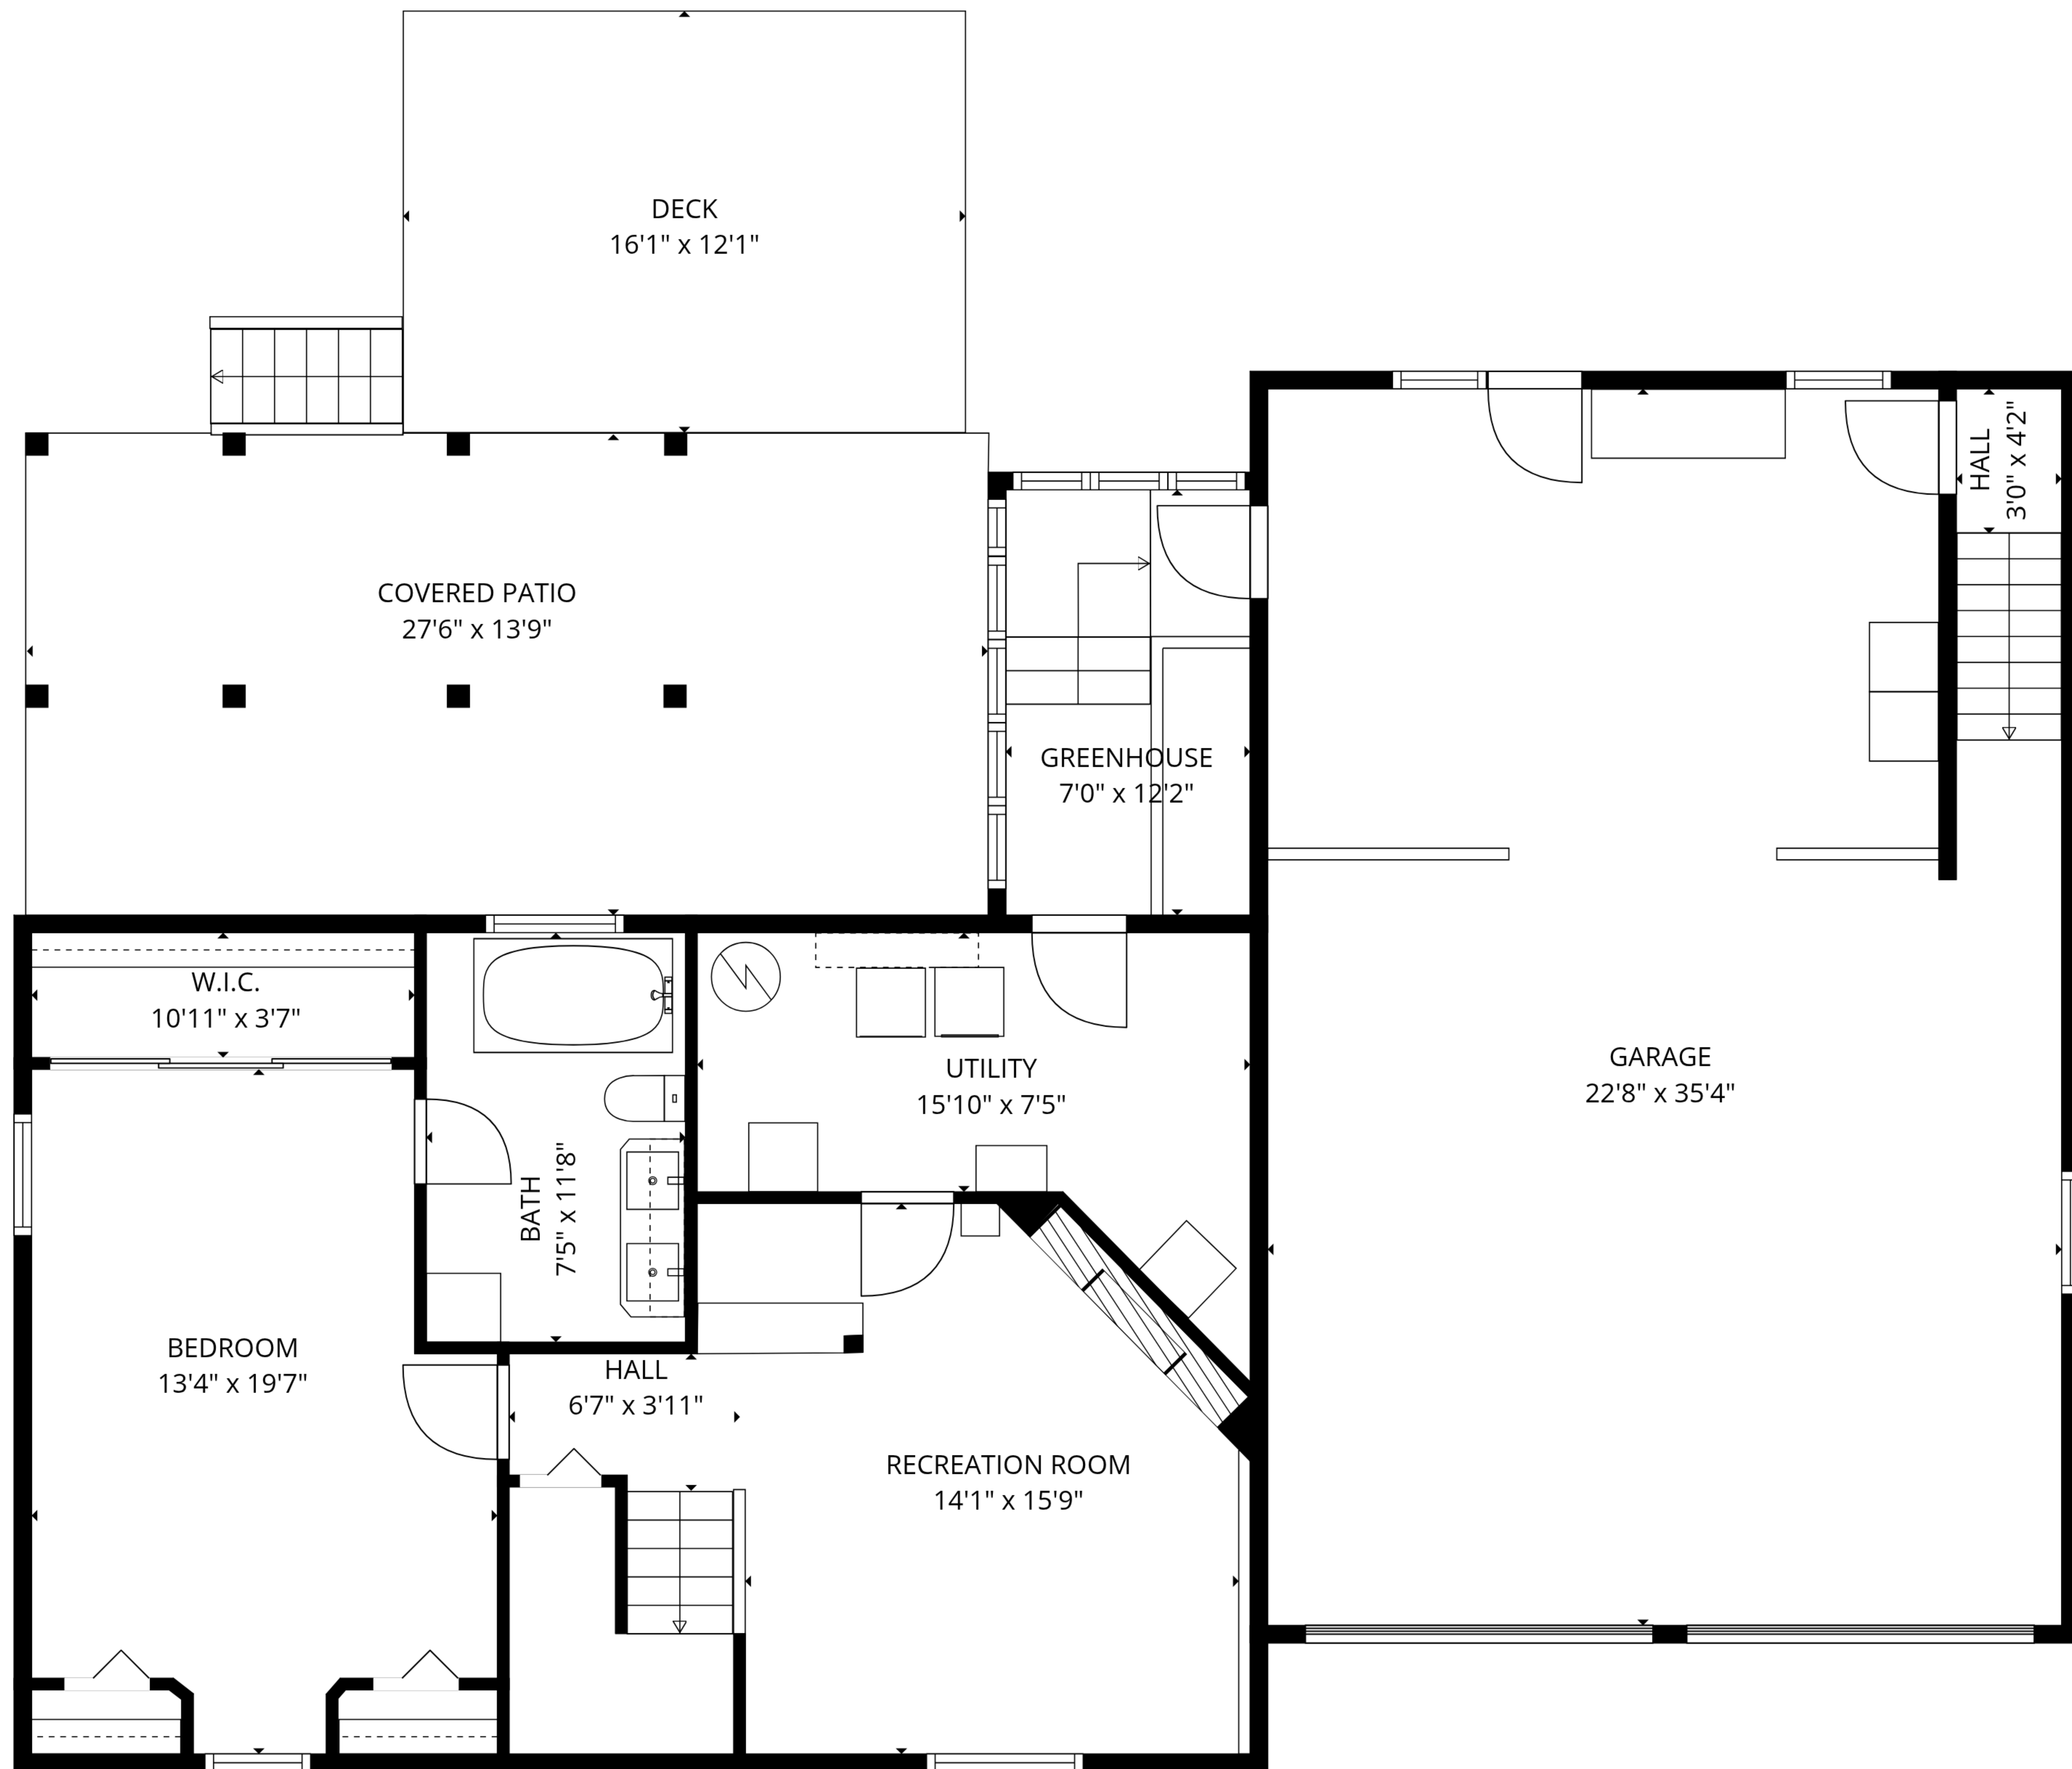 DECK
16'1" x 12'1"
HALL
3'0" x 4'2"
COVERED PATIO
27'6" x 13'9"
GREENHOUSE
7'0" x 12'2"
W.I.C.
10'11" x 3'7"
UTILITY
15'10" x 7'5"
GARAGE
22'8" x 35'4"
BATH
7'5" x 11'8"
BEDROOM
13'4" x 19'7"
HALL
6'7" x 3'11"
RECREATION ROOM
14'1" x 15'9"